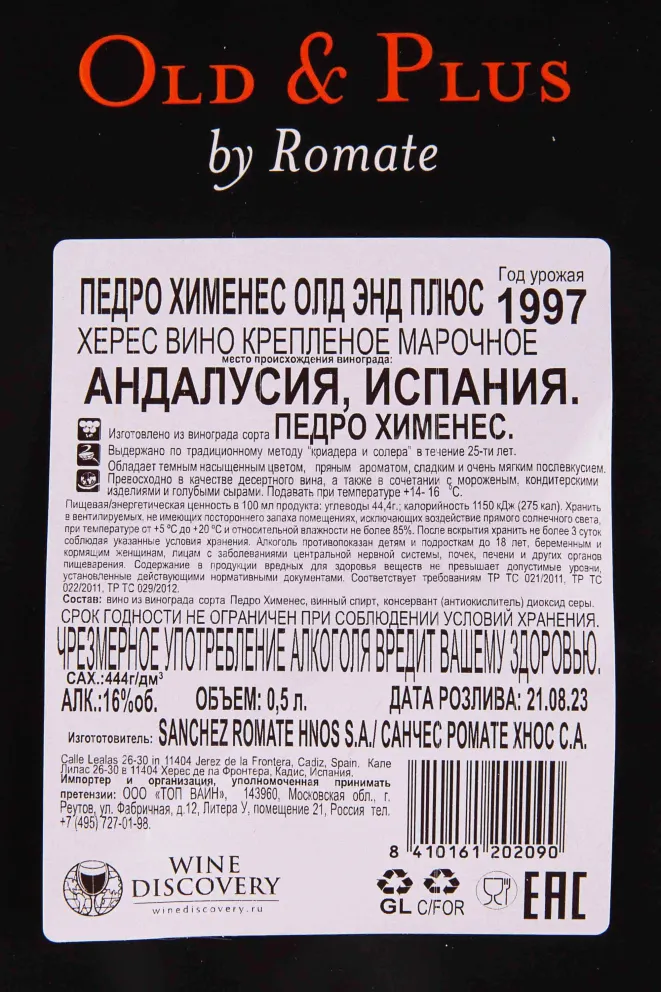 OLD & PLUS
by Romate
ПЕДРО ХИМЕНЕС ОЛД ЭНД ПЛЮС
Год урожая
1997
ХЕРЕС ВИНО КРЕПЛЕНОЕ МАРОЧНОЕ
место происхождения винограда:
АНДАЛУСИЯ, ИСПАНИЯ.
Изготовлено из винограда сорта ПЕДРО ХИМЕНЕС.
Выдержано по традиционному методу "криадера и солера" в течение 25-ти лет.
Обладает темным насыщенным цветом, пряным ароматом, сладким и очень мягким послевкусием.
Превосходно в качестве десертного вина, а также в сочетании с мороженым, кондитерскими
изделиями и голубыми сырами. Подавать при температуре +14- 16 °С.
Пищевая/энергетическая ценность в 100 мл продукта: углеводы 44,4г.; калорийность 1150 кДж (275 кал). Хранить
в вентилируемых, не имеющих постороннего запаха помещениях, исключающих воздействие прямого солнечного света,
при температуре от +5 °С до +20 °С и относительной влажности не более 85%. После вскрытия хранить не более 3 суток
соблюдая указанные условия хранения. Алкоголь противопоказан детям и подросткам до 18 лет, беременным и
кормящим женщинам, лицам с заболеваниями центральной нервной системы, почек, печени и других органов
пищеварения. Содержание в продукции вредных для здоровья веществ не превышает допустимые уровни,
установленные действующими нормативными документами. Соответствует требованиям ТР ТС 021/2011, ТР ТС
022/2011, ТР ТС 029/2012.
Состав: вино из винограда сорта Педро Хименес, винный спирт, консервант (антиокислитель) диоксид серы.
СРОК ГОДНОСТИ НЕ ОГРАНИЧЕН ПРИ СОБЛЮДЕНИИ УСЛОВИЙ ХРАНЕНИЯ.
ЧРЕЗМЕРНОЕ УПОТРЕБЛЕНИЕ АЛКОГОЛЯ ВРЕДИТ ВАШЕМУ ЗДОРОВЬЮ.
САХ.:444г/дм³
АЛК.:16%об. ОБЪЕМ: 0,5 л. ДАТА РОЗЛИВА: 21.08.23
Изготовитель: SANCHEZ ROMATE HNOS S.A./ САНЧЕС РОМАТЕ ХНОС С.А.
Calle Lealas 26-30 in 11404 Jerez de la Frontera, Cadiz, Spain. Кале
Лилас 26-30 в 11404 Херес де ла Фронтера, Кадис, Испания.
Импортер и организация, уполномоченная принимать
претензии: ООО «ТОП ВАЙН», 143960, Московская обл., г.
Реутов, ул. Фабричная, д.12, Литера У, помещение 21, Россия тел.
+7 (495) 727-01-98.
8 410161 202090
WINE
DISCOVERY
winediscovery.ru
GL C/FOR
EAC